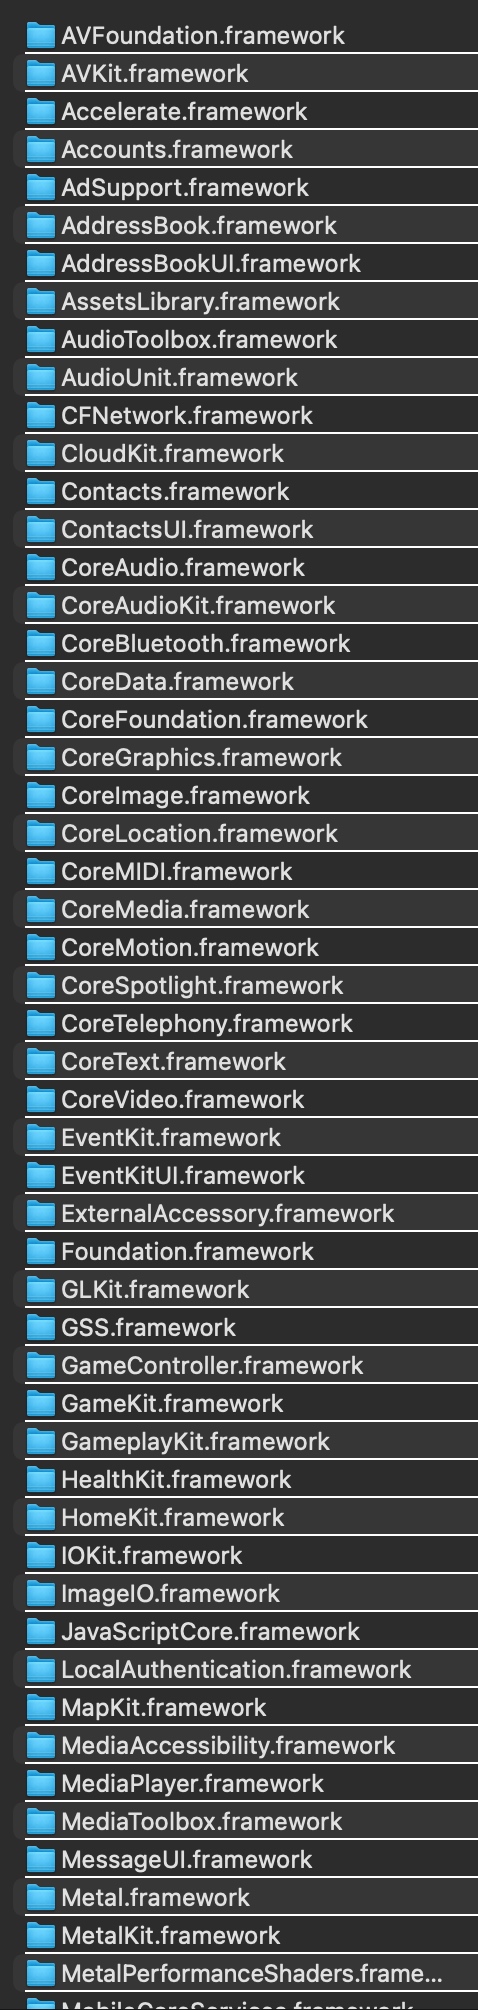 AVFoundation.framework
AVKit.framework
Accelerate.framework
Accounts.framework
AdSupport.framework
AddressBook.framework
AddressBookUI.framework
AssetsLibrary.framework
AudioToolbox.framework
AudioUnit.framework
CFNetwork.framework
CloudKit.framework
Contacts.framework
ContactsUI.framework
CoreAudio.framework
CoreAudioKit.framework
CoreBluetooth.framework
CoreData.framework
CoreFoundation.framework
CoreGraphics.framework
CoreImage.framework
CoreLocation.framework
CoreMIDI.framework
CoreMedia.framework
CoreMotion.framework
CoreSpotlight.framework
CoreTelephony.framework
CoreText.framework
CoreVideo.framework
EventKit.framework
EventKitUI.framework
ExternalAccessory.framework
Foundation.framework
GLKit.framework
GSS.framework
GameController.framework
GameKit.framework
GameplayKit.framework
HealthKit.framework
HomeKit.framework
IOKit.framework
ImageIO.framework
JavaScriptCore.framework
LocalAuthentication.framework
MapKit.framework
MediaAccessibility.framework
MediaPlayer.framework
MediaToolbox.framework
MessageUI.framework
Metal.framework
MetalKit.framework
MetalPerformanceShaders.frame...
MobileCoreServices.framework